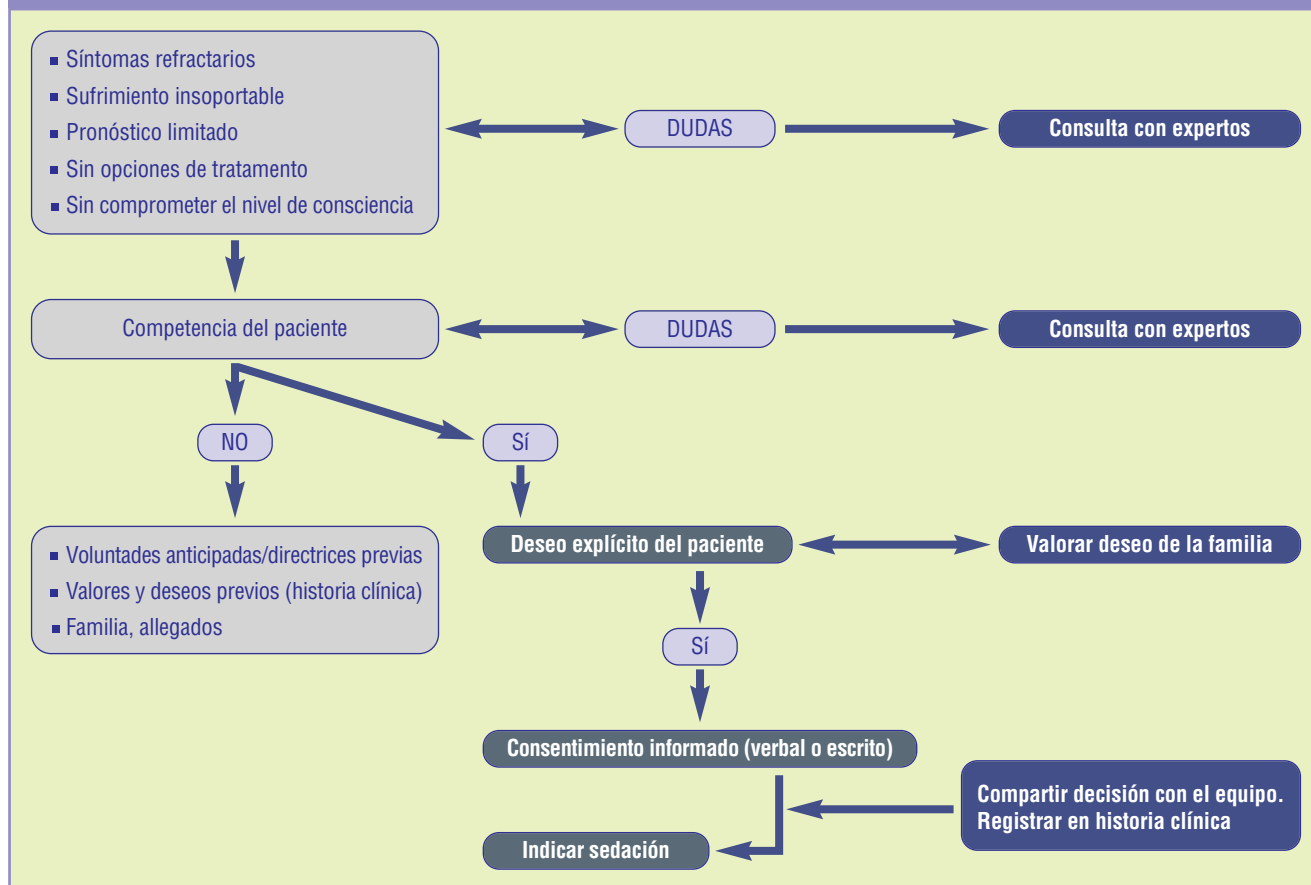 ▪ Síntomas refractarios
▪ Sufrimiento insoportable
▪ Pronóstico limitado
▪ Sin opciones de tratamiento
▪ Sin comprometer el nivel de consciencia
DUDAS
Consulta con expertos
Competencia del paciente
DUDAS
Consulta con expertos
NO
Sí
▪ Voluntades anticipadas/directrices previas
▪ Valores y deseos previos (historia clínica)
▪ Familia, allegados
Deseo explícito del paciente
Valorar deseo de la familia
Sí
Consentimiento informado (verbal o escrito)
Compartir decisión con el equipo.
Registrar en historia clínica
Indicar sedación